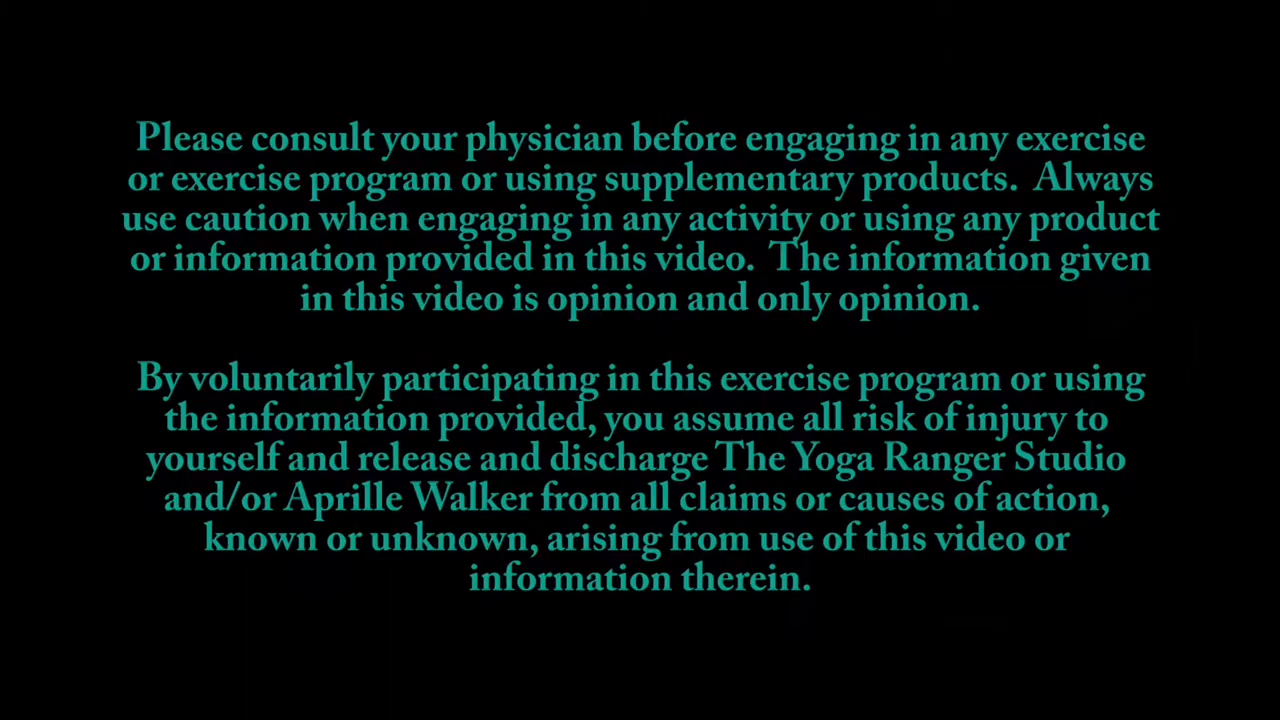 Please consult your physician before engaging in any exercise
or exercise program or using supplementary products.  Always
use caution when engaging in any activity or using any product
or information provided in this video.  The information given
in this video is opinion and only opinion.
By voluntarily participating in this exercise program or using
the information provided, you assume all risk of injury to
yourself and release and discharge The Yoga Ranger Studio
and/or Aprille Walker from all claims or causes of action,
known or unknown, arising from use of this video or
information therein.